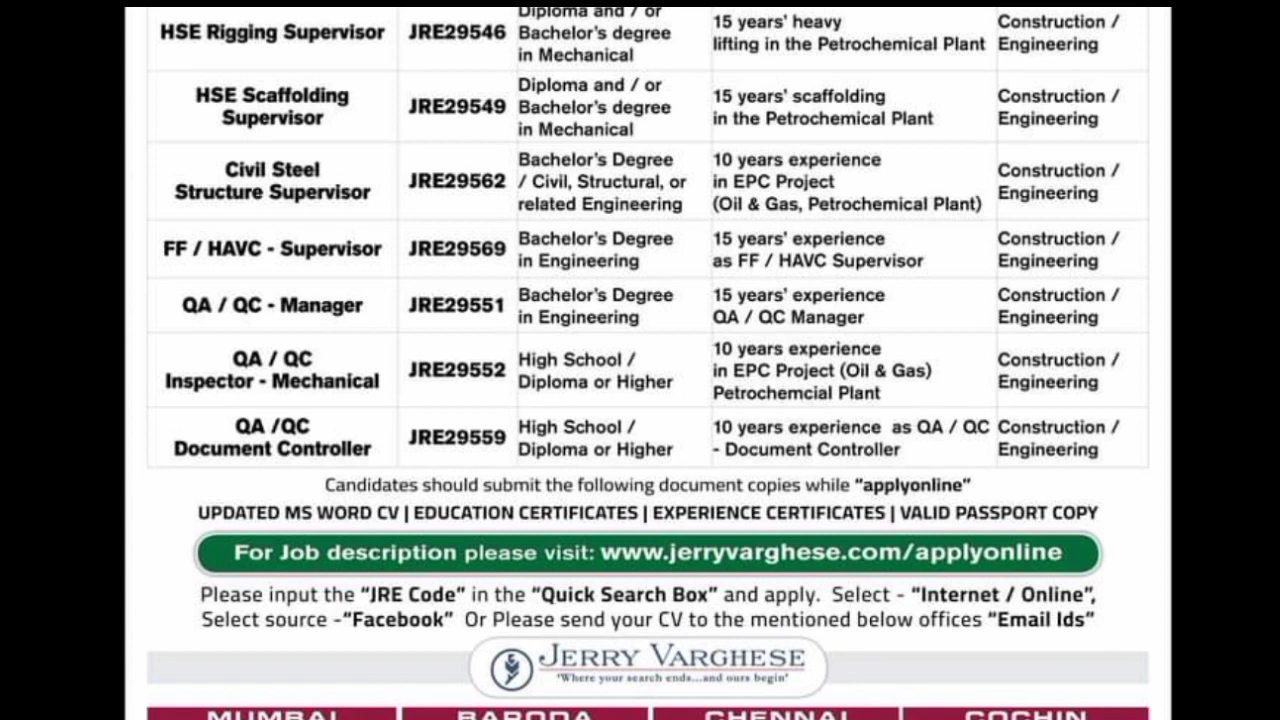 Diploma and / or
HSE Rigging Supervisor JRE29546 Bachelor's degree 15 years' heavy Construction /
in Mechanical lifting in the Petrochemical Plant Engineering
HSE Scaffolding Supervisor JRE29549 Diploma and / or
Bachelor's degree
in Mechanical 15 years' scaffolding
in the Petrochemical Plant Construction /
Engineering
Civil Steel
Structure Supervisor JRE29562 Bachelor's Degree
/ Civil, Structural, or
related Engineering 10 years experience
in EPC Project
(Oil & Gas, Petrochemical Plant) Construction /
Engineering
FF / HAVC - Supervisor JRE29569 Bachelor's Degree
in Engineering 15 years' experience
as FF / HAVC Supervisor Construction /
Engineering
QA / QC - Manager JRE29551 Bachelor's Degree
in Engineering 15 years' experience
QA / QC Manager Construction /
Engineering
QA / QC
Inspector - Mechanical JRE29552 High School /
Diploma or Higher 10 years experience
in EPC Project (Oil & Gas)
Petrochemcial Plant Construction /
Engineering
QA /QC
Document Controller JRE29559 High School /
Diploma or Higher 10 years experience as QA / QC
- Document Controller Construction /
Engineering
Candidates should submit the following document copies while "applyonline"
UPDATED MS WORD CV | EDUCATION CERTIFICATES | EXPERIENCE CERTIFICATES | VALID PASSPORT COPY
For Job description please visit: www.jerryvarghese.com/applyonline
Please input the "JRE Code" in the "Quick Search Box" and apply. Select - "Internet / Online",
Select source -"Facebook" Or Please send your CV to the mentioned below offices "Email Ids"
JERRY VARGHESE
'Where your search ends...and ours begin'
MUMBAI BARODA CHENNAI COCHIN